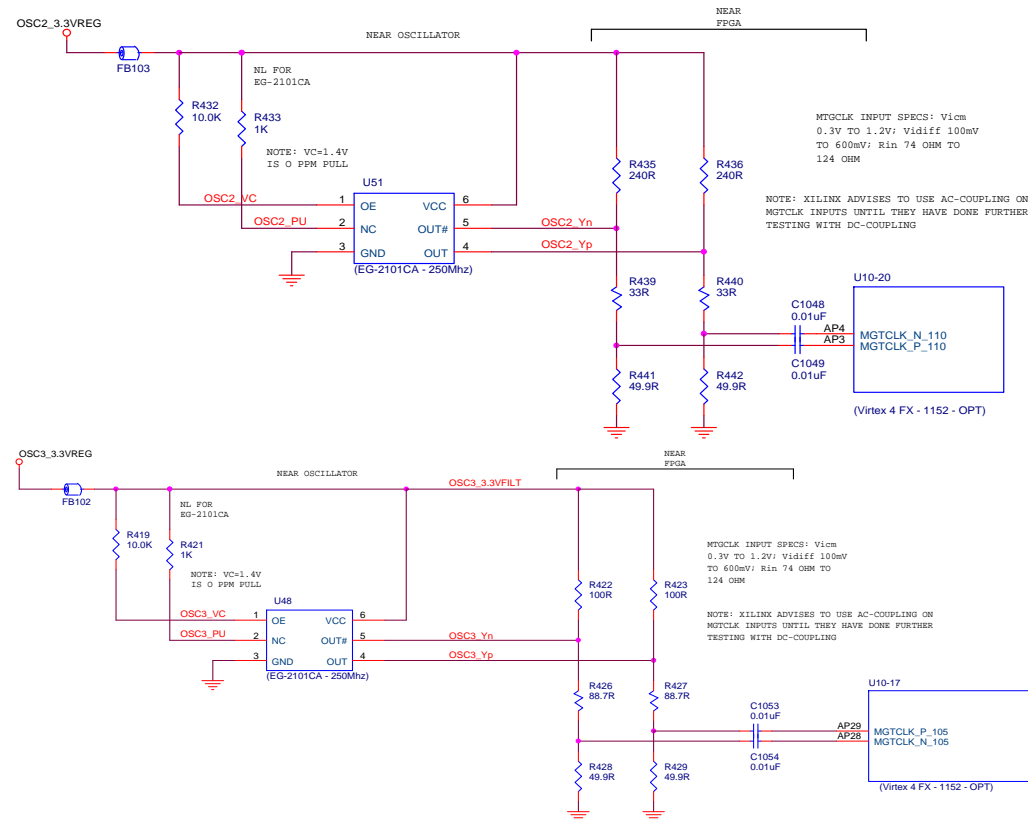 OSC2_3.3VREG
FB103
NEAR OSCILLATOR
NEAR
FPGA
NL FOR
EG-2101CA
R432
10.0K
R433
1K
NOTE: VC=1.4V
IS O PPM PULL
MTGCLK INPUT SPECS: Vicm
0.3V TO 1.2V; Vidiff 100mV
TO 600mV; Rin 74 OHM TO
124 OHM
R435
240R
R436
240R
U51
OSC2_VC
1
OE
VCC
6
NOTE: XILINX ADVISES TO USE AC-COUPLING ON
MGTCLK INPUTS UNTIL THEY HAVE DONE FURTHER
TESTING WITH DC-COUPLING
OSC2_PU
2
NC
OUT#
5
OSC2_Yn
3
GND
OUT
4
OSC2_Yp
(EG-2101CA - 250Mhz)
R439
33R
R440
33R
U10-20
C1048
0.01uF
AP4
MGTCLK_N_110
AP3
MGTCLK_P_110
C1049
0.01uF
R441
49.9R
R442
49.9R
(Virtex 4 FX - 1152 - OPT)
OSC3_3.3VREG
FB102
NEAR OSCILLATOR
NEAR
FPGA
OSC3_3.3VFILT
NL FOR
EG-2101CA
R419
10.0K
R421
1K
NOTE: VC=1.4V
IS O PPM PULL
MTGCLK INPUT SPECS: Vicm
0.3V TO 1.2V; Vidiff 100mV
TO 600mV; Rin 74 OHM TO
124 OHM
R422
100R
R423
100R
U48
OSC3_VC
1
OE
VCC
6
NOTE: XILINX ADVISES TO USE AC-COUPLING ON
MGTCLK INPUTS UNTIL THEY HAVE DONE FURTHER
TESTING WITH DC-COUPLING
OSC3_PU
2
NC
OUT#
5
OSC3_Yn
3
GND
OUT
4
OSC3_Yp
(EG-2101CA - 250Mhz)
R426
88.7R
R427
88.7R
U10-17
C1053
0.01uF
AP29
MGTCLK_P_105
AP28
MGTCLK_N_105
C1054
0.01uF
R428
49.9R
R429
49.9R
(Virtex 4 FX - 1152 - OPT)